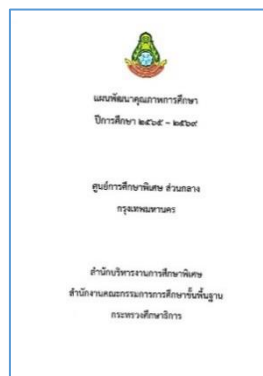 แผนพัฒนาคุณภาพการศึกษา
ปีการศึกษา ๒๕๖๕ – ๒๕๖๙
ศูนย์การศึกษาพิเศษ ส่วนกลาง
กรุงเทพมหานคร
สำนักบริหารงานการศึกษาพิเศษ
สำนักงานคณะกรรมการการศึกษาขั้นพื้นฐาน
กระทรวงศึกษาธิการ